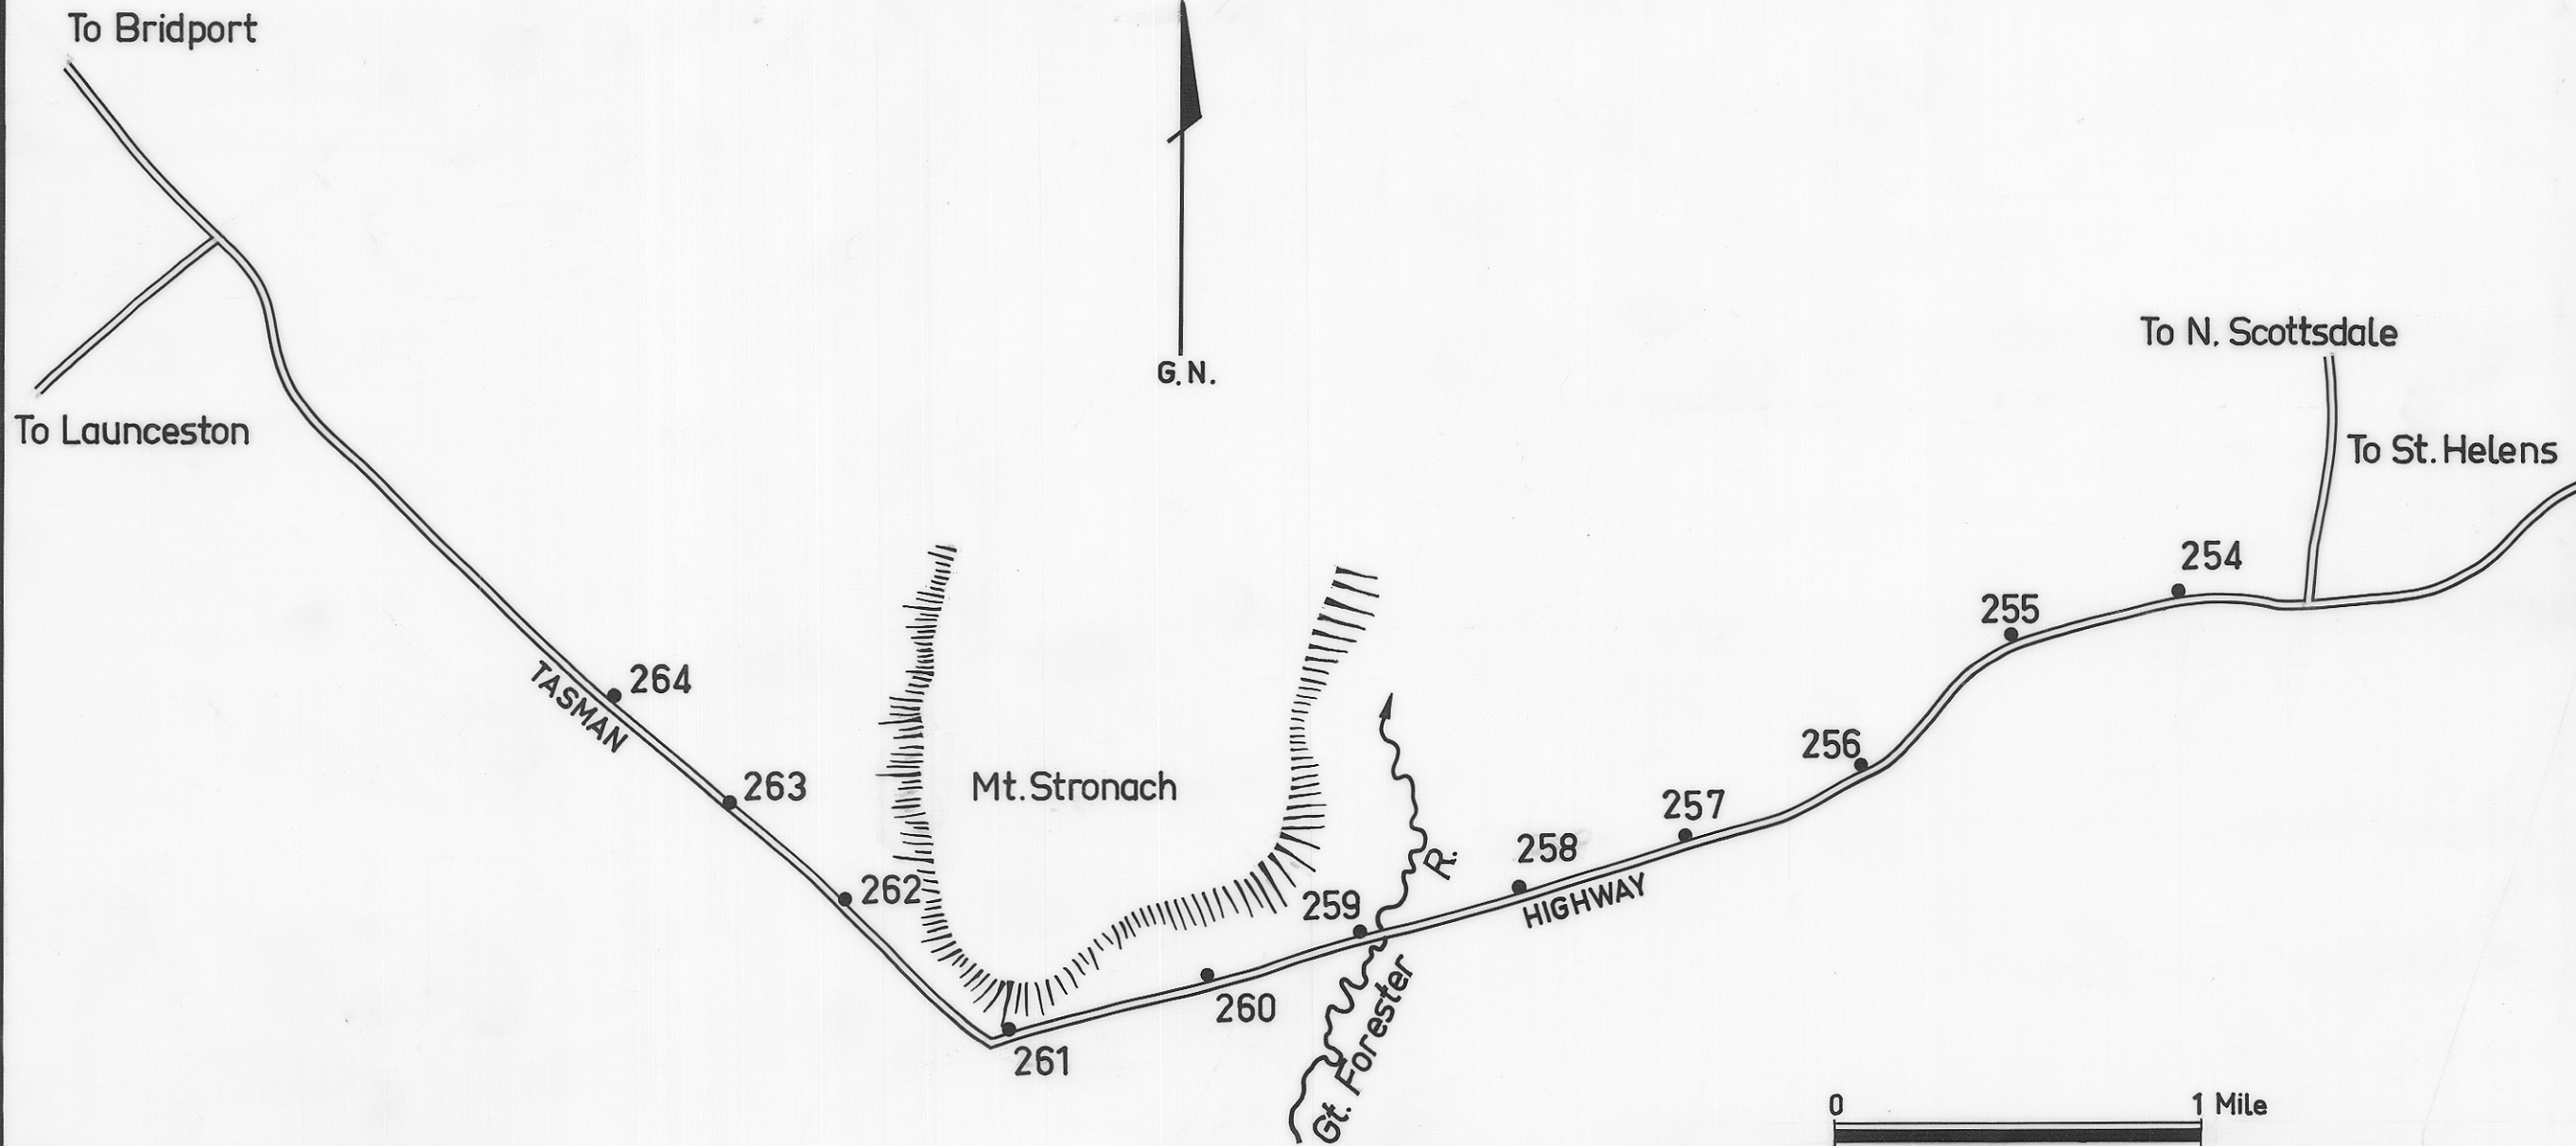 To Bridport
G. N.
To N. Scottsdale
To Launceston
To St. Helens
254
255
264
TASMAN
256
263
Mt. Stronach
257
258
262
R.
HIGHWAY
259
260
Gt. Forester
261
0
1 Mile